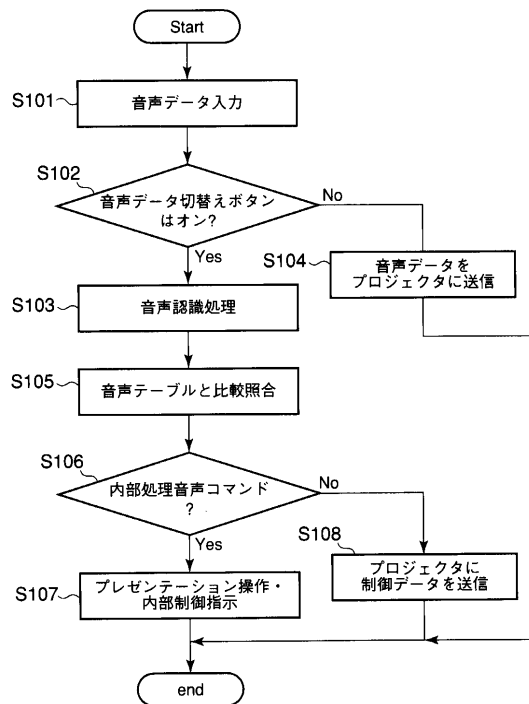 Start
S101
音声データ入力
S102
音声データ切替えボタン
はオン?
No
Yes
S104
音声データを
プロジェクタに送信
S103
音声認識処理
S105
音声テーブルと比較照合
S106
内部処理音声コマンド
?
No
Yes
S108
プロジェクタに
制御データを送信
S107
プレゼンテーション操作・
内部制御指示
end